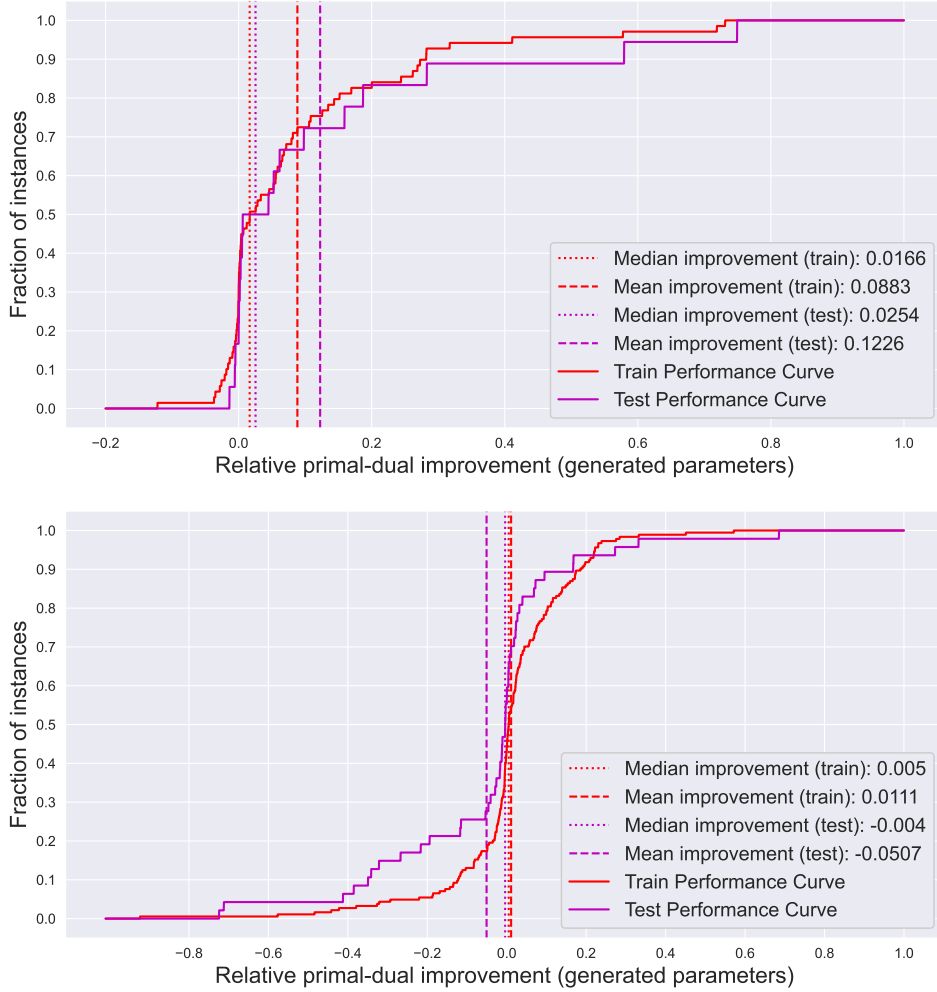 1.0
0.9
0.8
0.7
0.6
0.5
0.4
0.3
0.2
0.1
0.0
Fraction of instances
Median improvement (train): 0.0166
Mean improvement (train): 0.0883
Median improvement (test): 0.0254
Mean improvement (test): 0.1226
Train Performance Curve
Test Performance Curve
−0.2 0.0 0.2 0.4 0.6 0.8 1.0
Relative primal-dual improvement (generated parameters)
1.0
0.9
0.8
0.7
0.6
0.5
0.4
0.3
0.2
0.1
0.0
Fraction of instances
Median improvement (train): 0.005
Mean improvement (train): 0.0111
Median improvement (test): -0.004
Mean improvement (test): -0.0507
Train Performance Curve
Test Performance Curve
−0.8 −0.6 −0.4 −0.2 0.0 0.2 0.4 0.6 0.8 1.0
Relative primal-dual improvement (generated parameters)